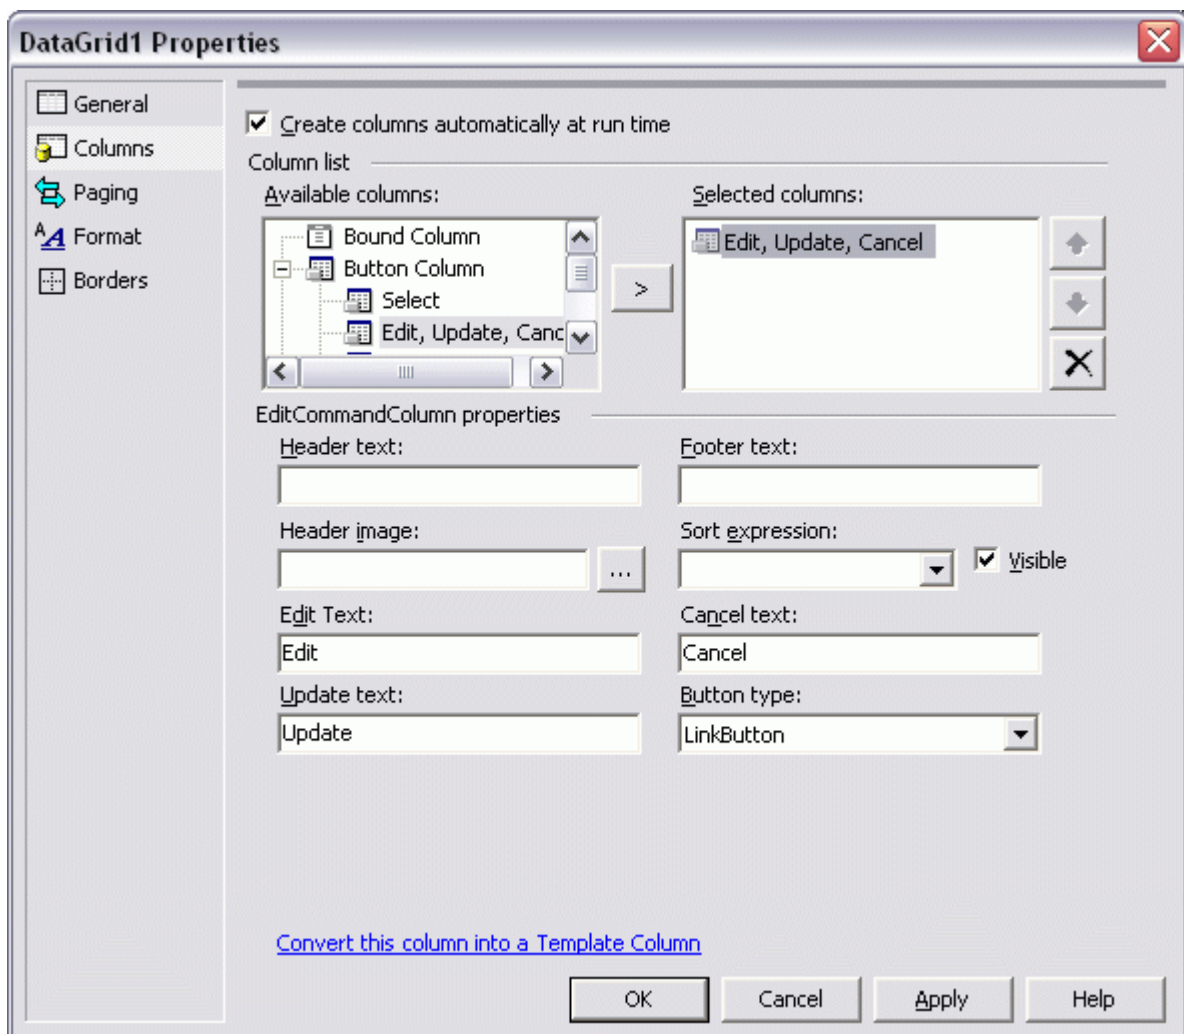 DataGrid1 Properties
General
Columns
Paging
Format
Borders
Create columns automatically at run time
Column list
Available columns:
Selected columns:
Bound Column
Button Column
Select
Edit, Update, Canc
Edit, Update, Cancel
>
EditCommandColumn properties
Header text:
Footer text:
Header image:
...
Sort expression:
Visible
Edit Text:
Edit
Cancel text:
Cancel
Update text:
Update
Button type:
LinkButton
Convert this column into a Template Column
OK
Cancel
Apply
Help